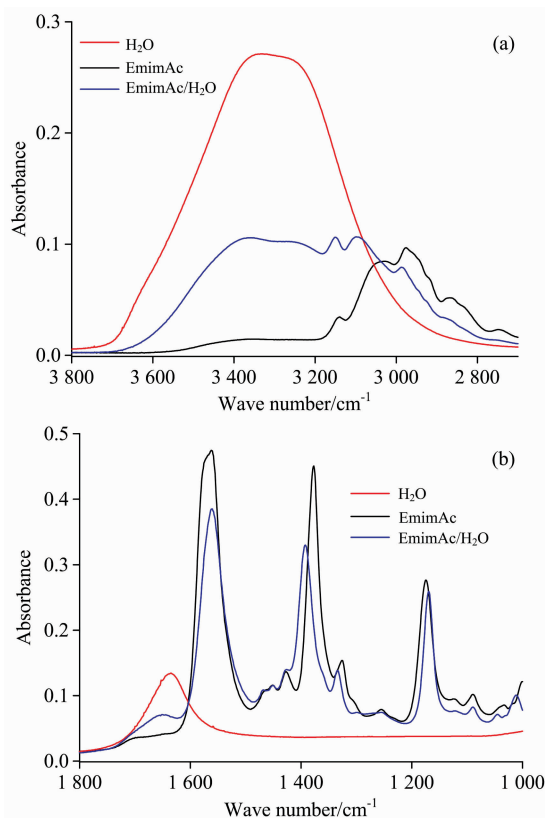 (a)
H₂O
EmimAc
EmimAc/H₂O
Absorbance
0.3
0.2
0.1
0.0
3 800 3 600 3 400 3 200 3 000 2 800
Wave number/cm⁻¹
(b)
H₂O
EmimAc
EmimAc/H₂O
Absorbance
0.5
0.4
0.3
0.2
0.1
0.0
1 800 1 600 1 400 1 200 1 000
Wave number/cm⁻¹